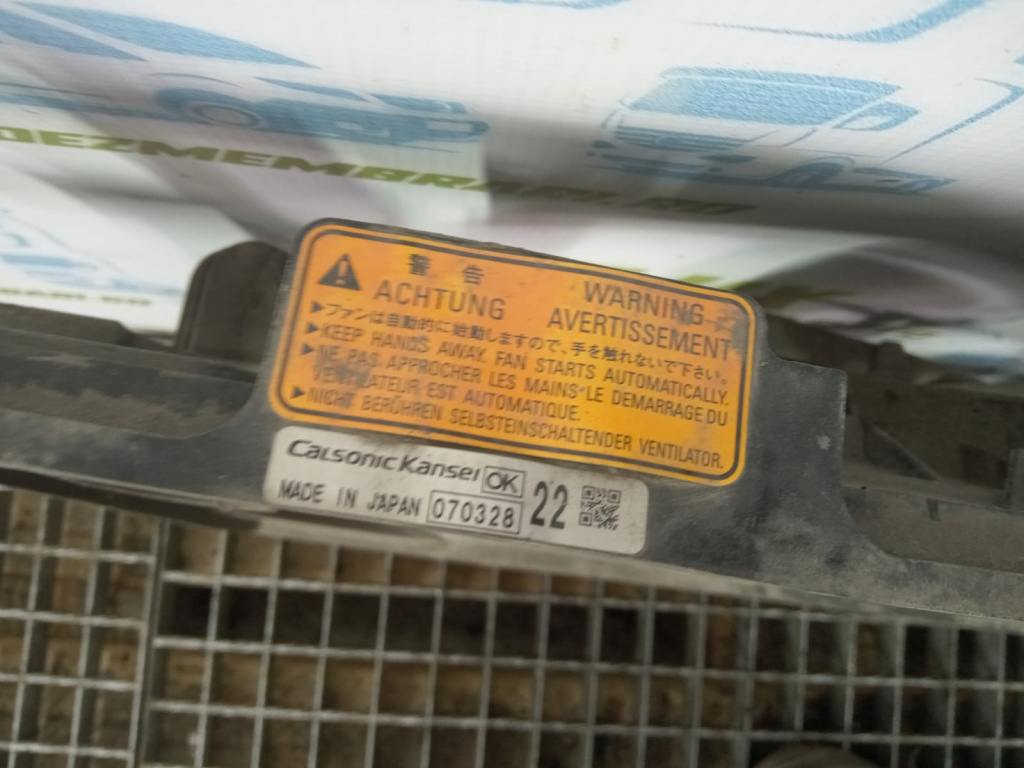 DEZMEMBRARI.RO
警告 WARNING
ACHTUNG AVERTISSEMENT
▶ファンは自動的に始動しますので、手を触れないで下さい。
▶KEEP HANDS AWAY. FAN STARTS AUTOMATICALLY.
▶NE PAS APPROCHER LES MAINS LE DEMARRAGE DU
VENTILATEUR EST AUTOMATIQUE.
▶NICHT BERÜHREN SELBSTEINSCHALTENDER VENTILATOR.
CalsonicKansei OK 22
MADE IN JAPAN 070328